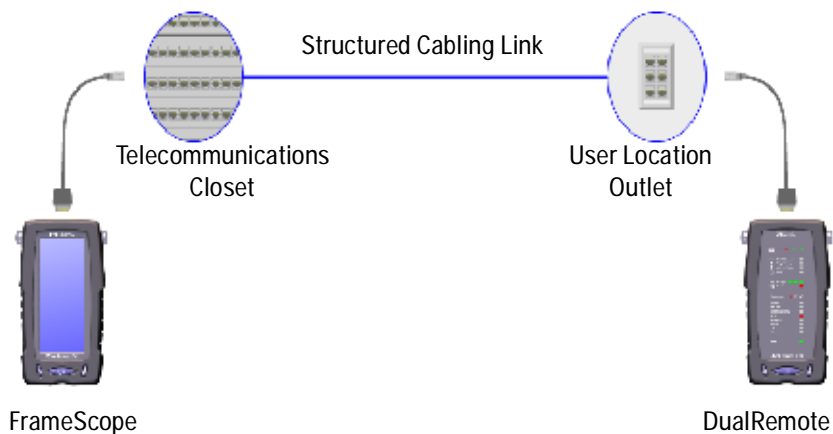 Structured Cabling Link
Telecommunications
Closet
User Location
Outlet
FrameScope
DualRemote